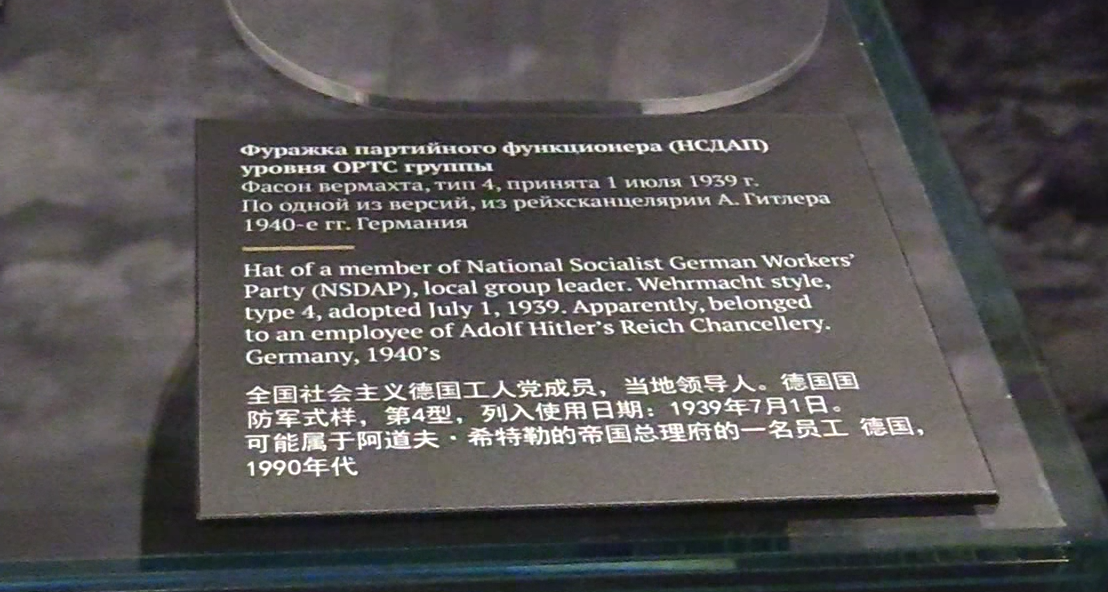 Фуражка партийного функционера (НСДАП)
уровня ОРТС группы
Фасон вермахта, тип 4, принята 1 июля 1939 г.
По одной из версий, из рейхсканцелярии А. Гитлера
1940-е гг. Германия
Hat of a member of National Socialist German Workers'
Party (NSDAP), local group leader. Wehrmacht style,
type 4, adopted July 1, 1939. Apparently, belonged
to an employee of Adolf Hitler's Reich Chancellery.
Germany, 1940's
全国社会主义德国工人党成员，当地领导人。德国国
防军式样，第4型，列入使用日期：1939年7月1日。
可能属于阿道夫·希特勒的帝国总理府的一名员工 德国，
1990年代